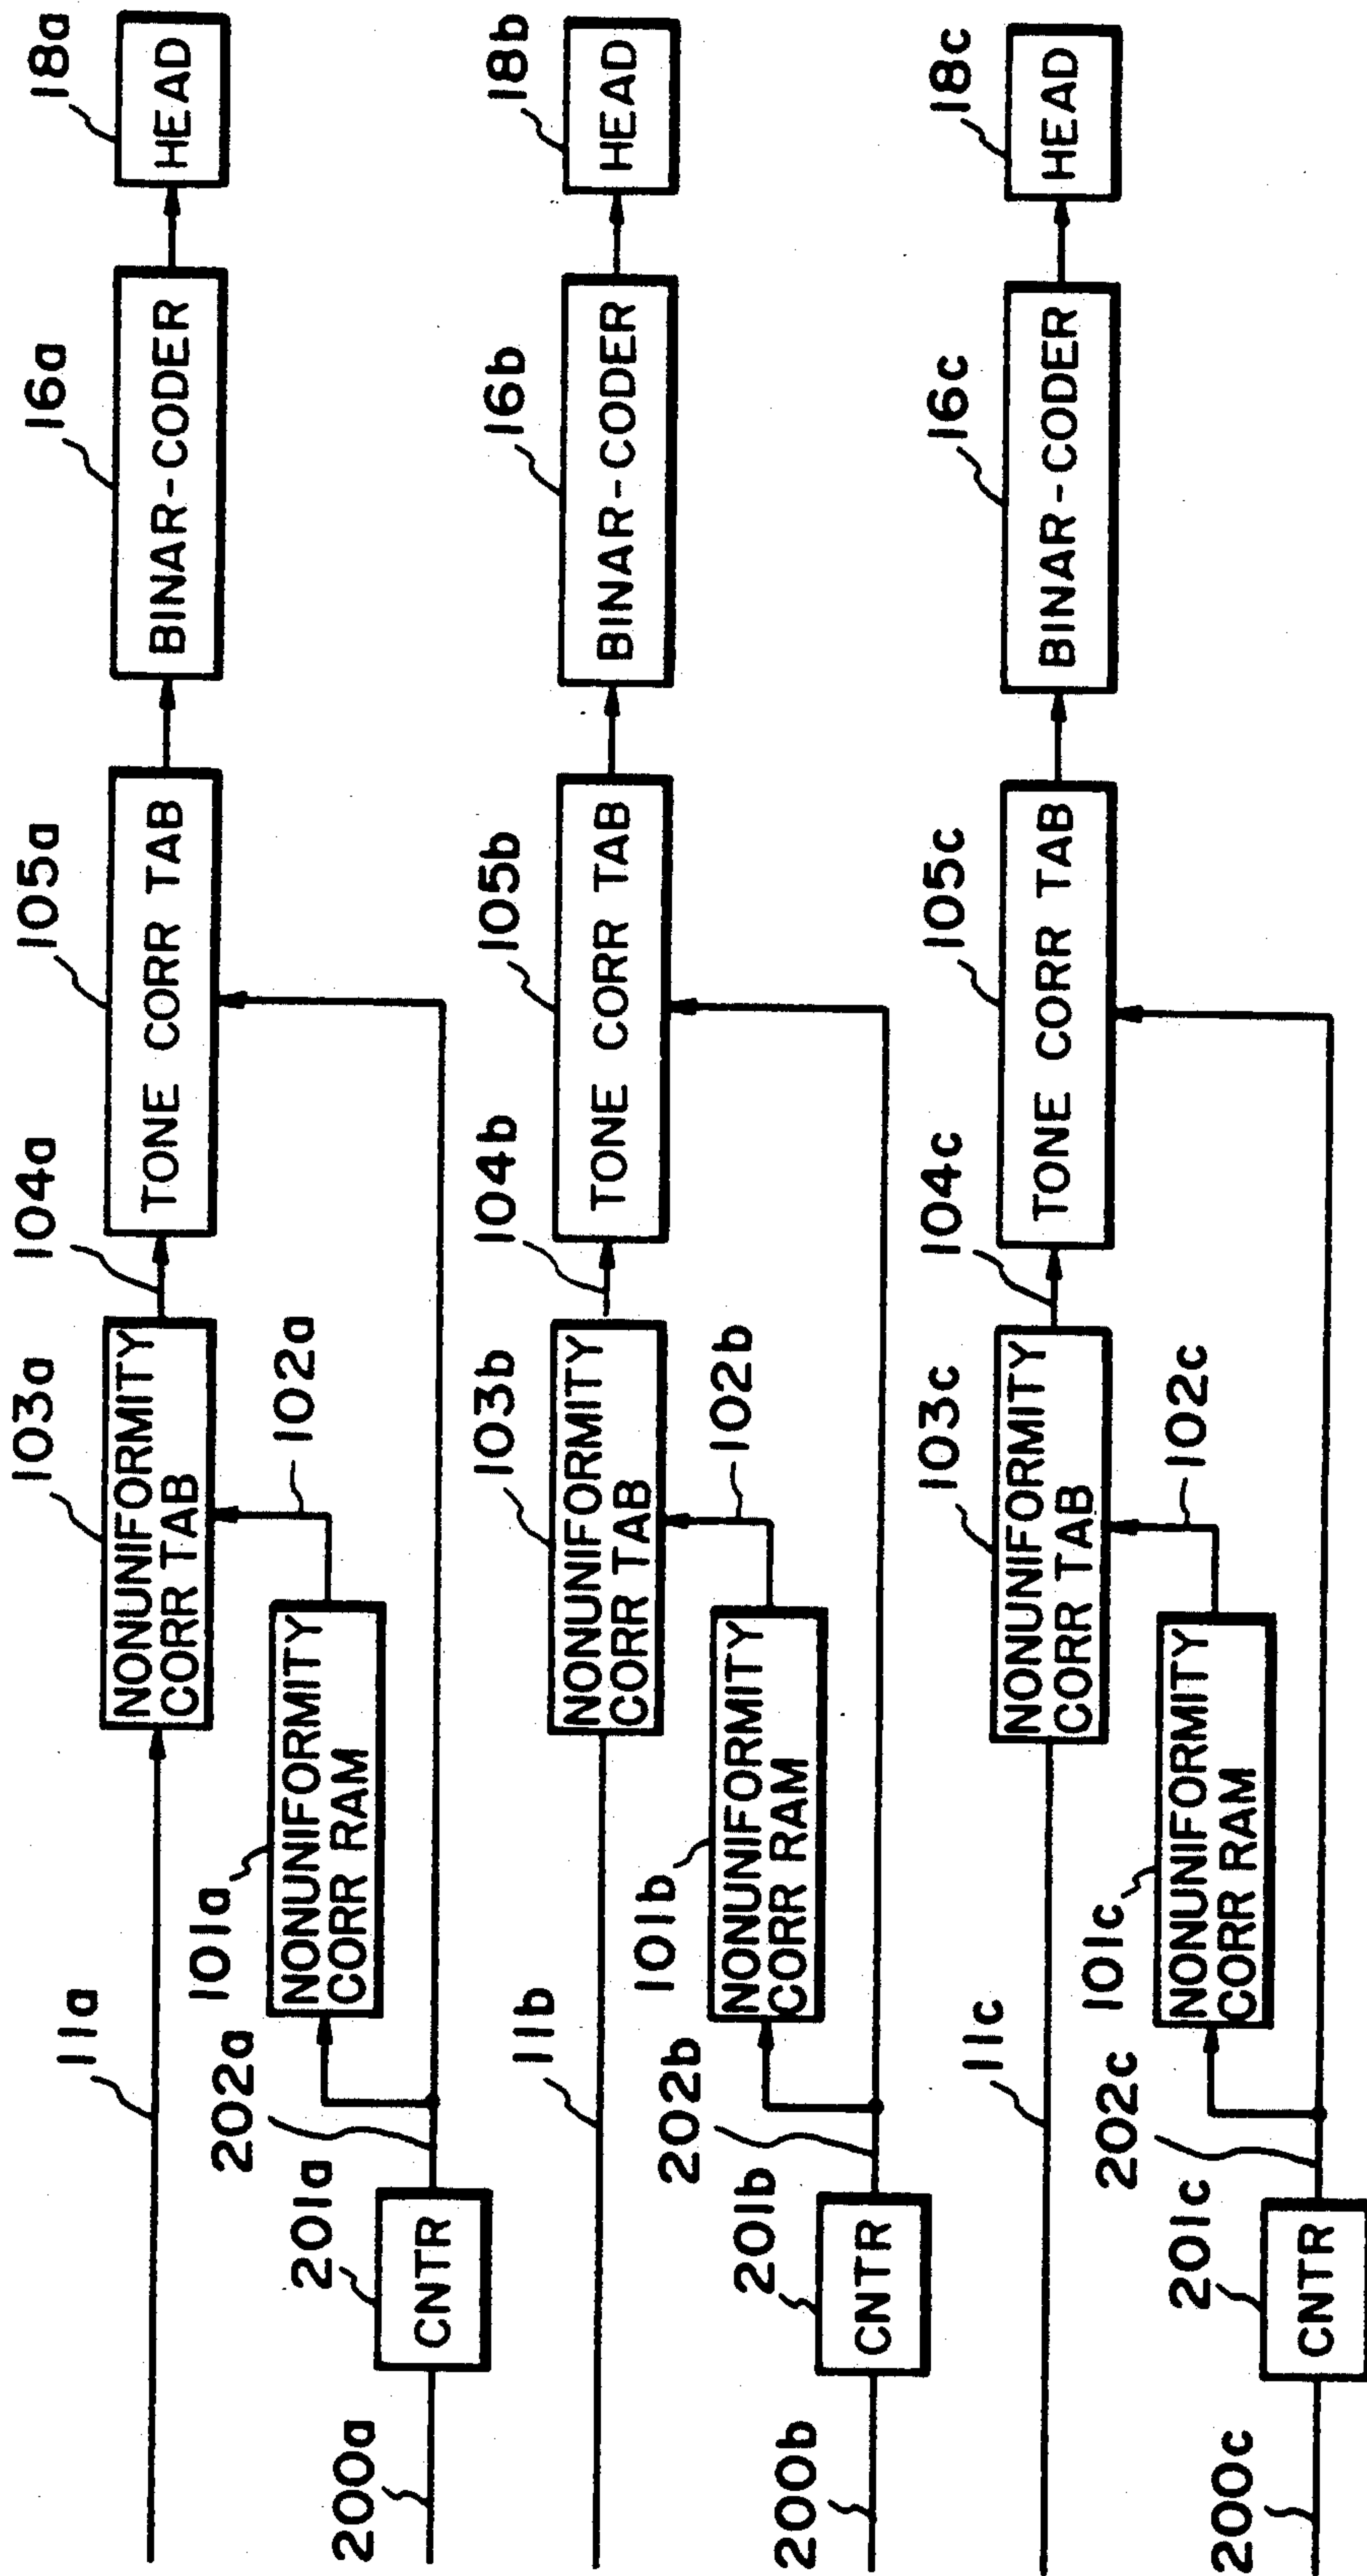 11a
103a
104a
105a
16a
18a
NONUNIFORMITY
CORR TAB
TONE CORR TAB
BINAR-CODER
HEAD
101a
102a
NONUNIFORMITY
CORR RAM
202a
201a
CNTR
200a
11b
103b
104b
105b
16b
18b
NONUNIFORMITY
CORR TAB
TONE CORR TAB
BINAR-CODER
HEAD
101b
102b
NONUNIFORMITY
CORR RAM
202b
201b
CNTR
200b
11c
103c
104c
105c
16c
18c
NONUNIFORMITY
CORR TAB
TONE CORR TAB
BINAR-CODER
HEAD
101c
102c
NONUNIFORMITY
CORR RAM
202c
201c
CNTR
200c